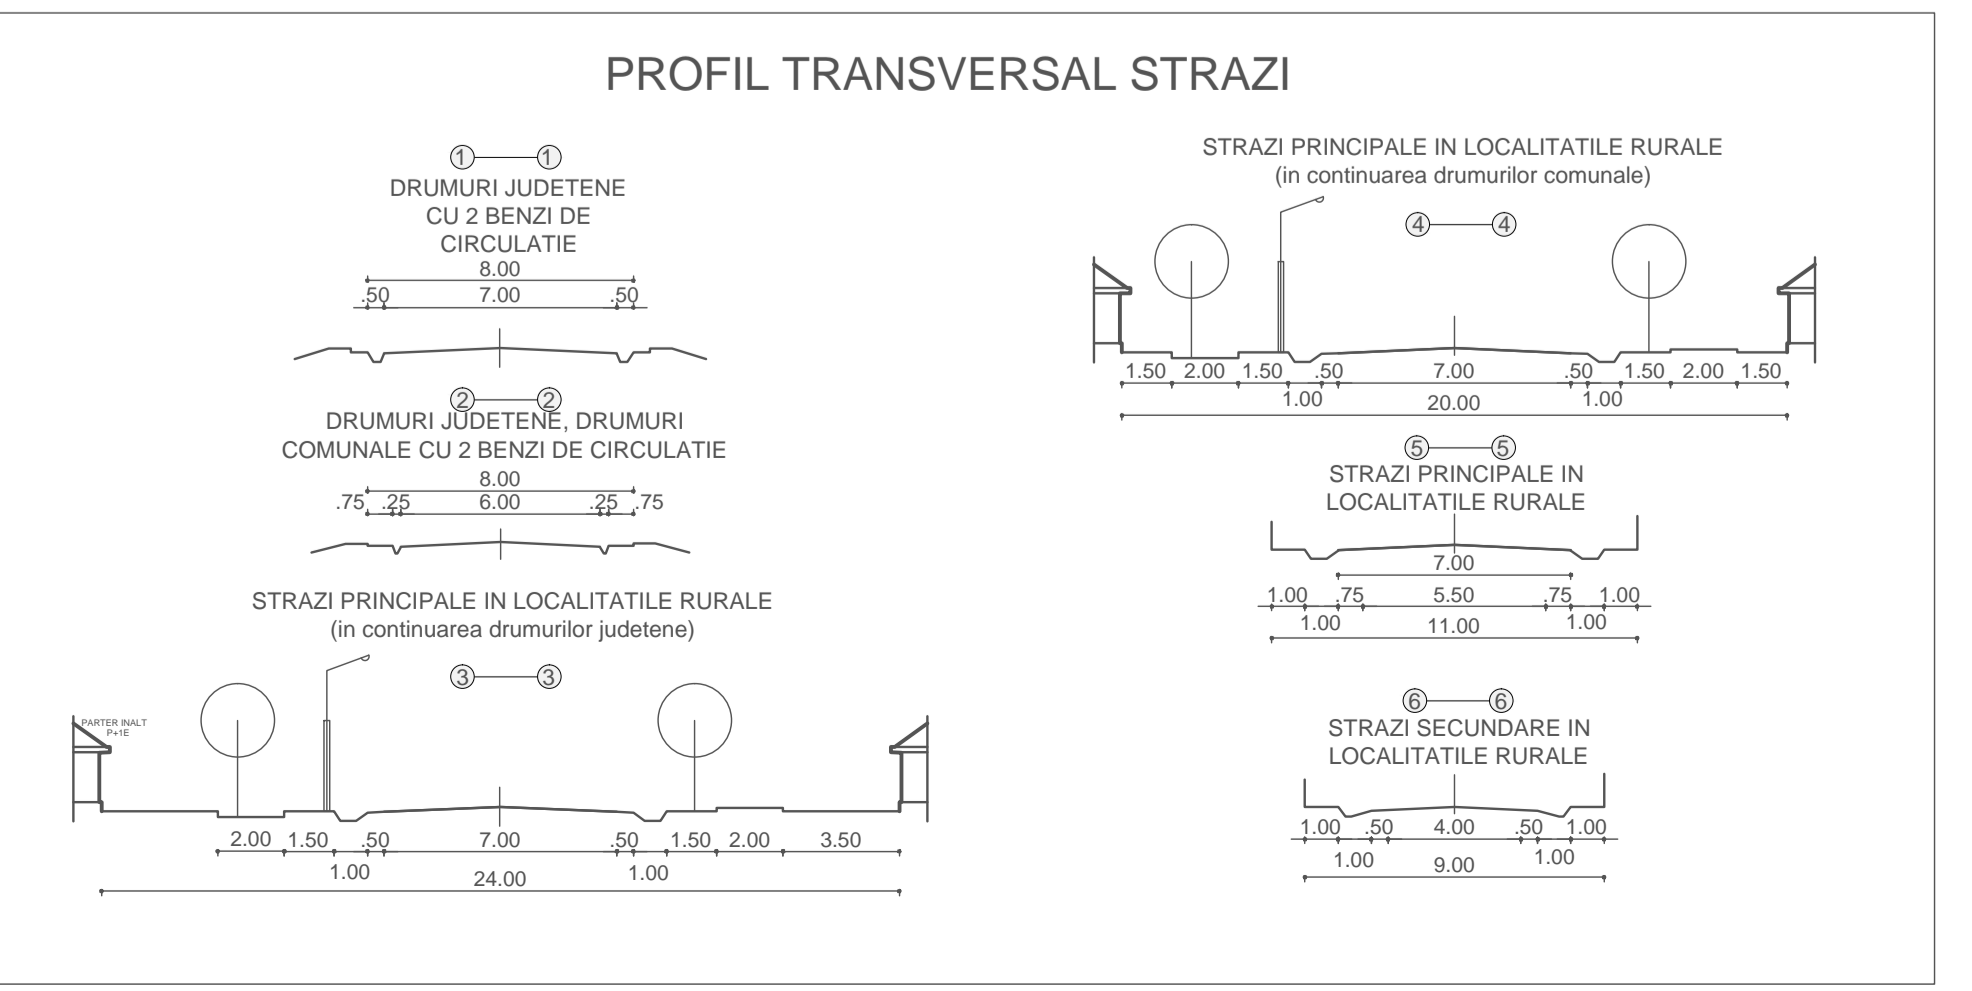 PROFIL TRANSVERSAL STRAZI
1 1
DRUMURI JUDETENE
CU 2 BENZI DE
CIRCULATIE
8.00
.50 7.00 .50
2 2
DRUMURI JUDETENE, DRUMURI
COMUNALE CU 2 BENZI DE CIRCULATIE
8.00
.75 .25 6.00 .25 .75
STRAZI PRINCIPALE IN LOCALITATILE RURALE
(in continuarea drumurilor judetene)
3 3
PARTER INALT
P+1E
2.00 1.50 .50 7.00 .50 1.50 2.00 3.50
1.00 24.00 1.00
STRAZI PRINCIPALE IN LOCALITATILE RURALE
(in continuarea drumurilor comunale)
4 4
1.50 2.00 1.50 .50 7.00 .50 1.50 2.00 1.50
1.00 20.00 1.00
5 5
STRAZI PRINCIPALE IN
LOCALITATILE RURALE
7.00
1.00 .75 5.50 .75 1.00
1.00 11.00 1.00
6 6
STRAZI SECUNDARE IN
LOCALITATILE RURALE
1.00 .50 4.00 .50 1.00
1.00 9.00 1.00